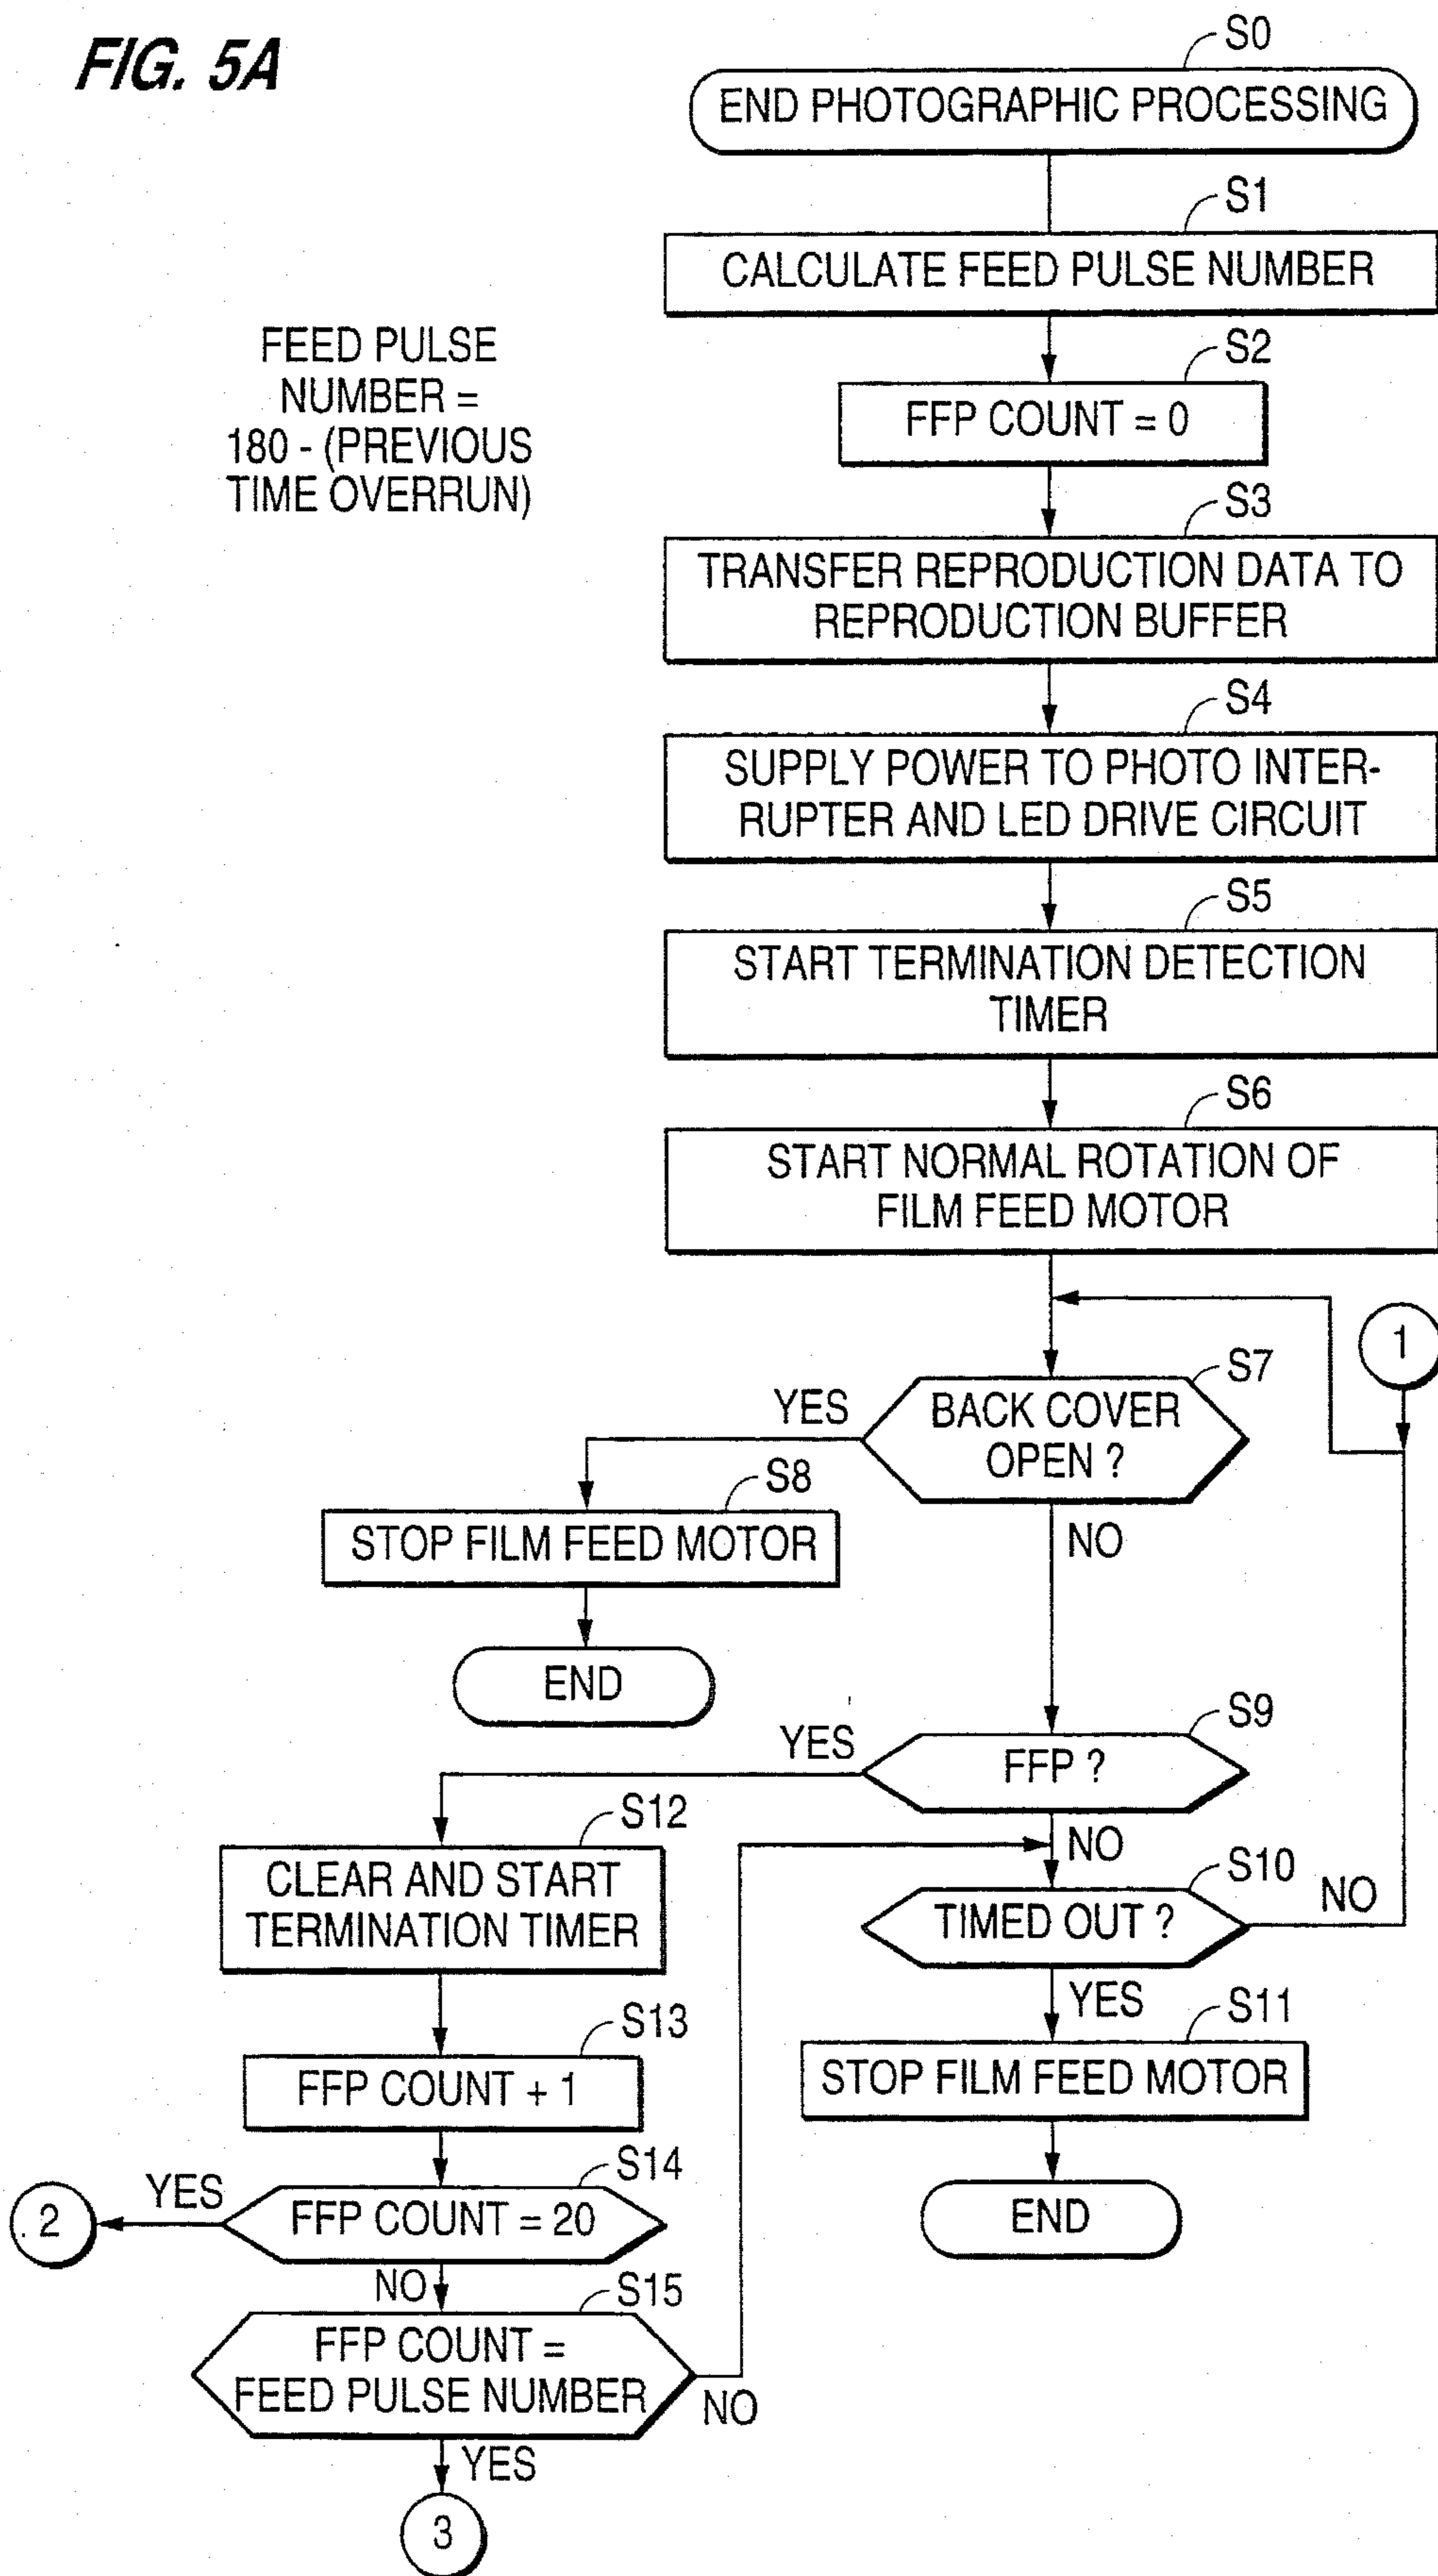 FIG. 5A
S0
END PHOTOGRAPHIC PROCESSING
S1
CALCULATE FEED PULSE NUMBER
FEED PULSE
NUMBER =
180 - (PREVIOUS
TIME OVERRUN)
S2
FFP COUNT = 0
S3
TRANSFER REPRODUCTION DATA TO
REPRODUCTION BUFFER
S4
SUPPLY POWER TO PHOTO INTER-
RUPTER AND LED DRIVE CIRCUIT
S5
START TERMINATION DETECTION
TIMER
S6
START NORMAL ROTATION OF
FILM FEED MOTOR
1
S7
BACK COVER
OPEN ?
YES
NO
S8
STOP FILM FEED MOTOR
END
S9
FFP ?
YES
NO
S10
TIMED OUT ?
NO
YES
S11
STOP FILM FEED MOTOR
END
S12
CLEAR AND START
TERMINATION TIMER
S13
FFP COUNT + 1
S14
FFP COUNT = 20
YES
2
NO
S15
FFP COUNT =
FEED PULSE NUMBER
NO
YES
3